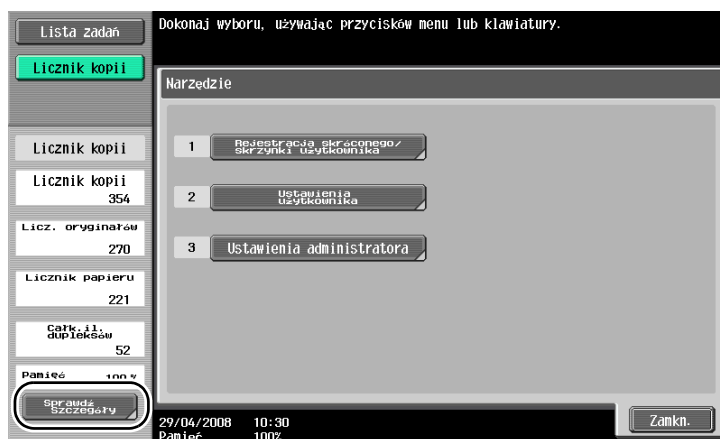 Lista zadań
Dokonaj wyboru, używając przycisków menu lub klawiatury.
Licznik kopii
Narzędzie
Licznik kopii
1 Rejestracja skróconego/
skrzynki użytkownika
Licznik kopii
354
2 Ustawienia
użytkownika
Licz. oryginałów
270
3 Ustawienia administratora
Licznik papieru
221
Całk.il.
dupleksów
52
Pamięć 100 %
Sprawdź
Szczegóły
Zamkn.
29/04/2008 10:30
Pamięć 100%